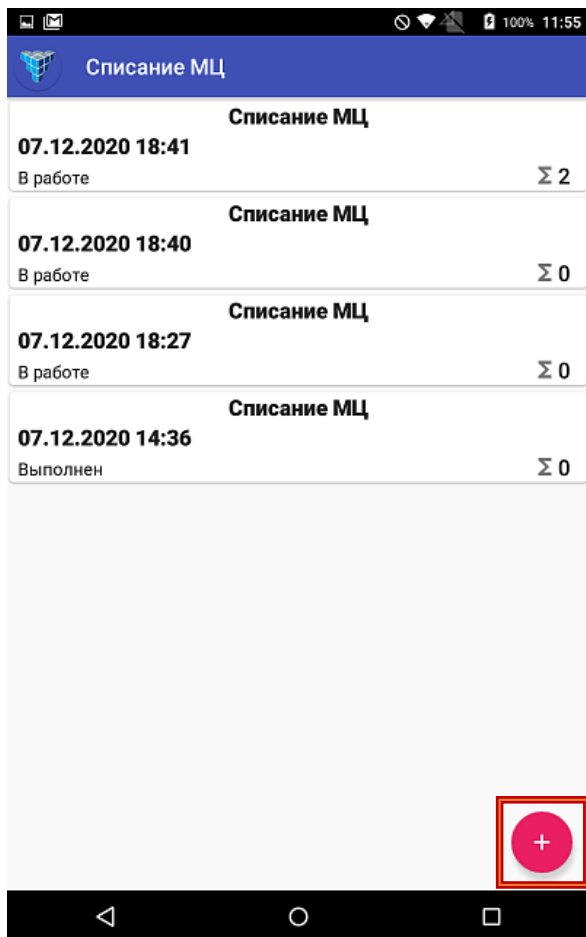 100% 11:55
Списание МЦ
Списание МЦ
07.12.2020 18:41
В работе Σ 2
Списание МЦ
07.12.2020 18:40
В работе Σ 0
Списание МЦ
07.12.2020 18:27
В работе Σ 0
Списание МЦ
07.12.2020 14:36
Выполнен Σ 0
+